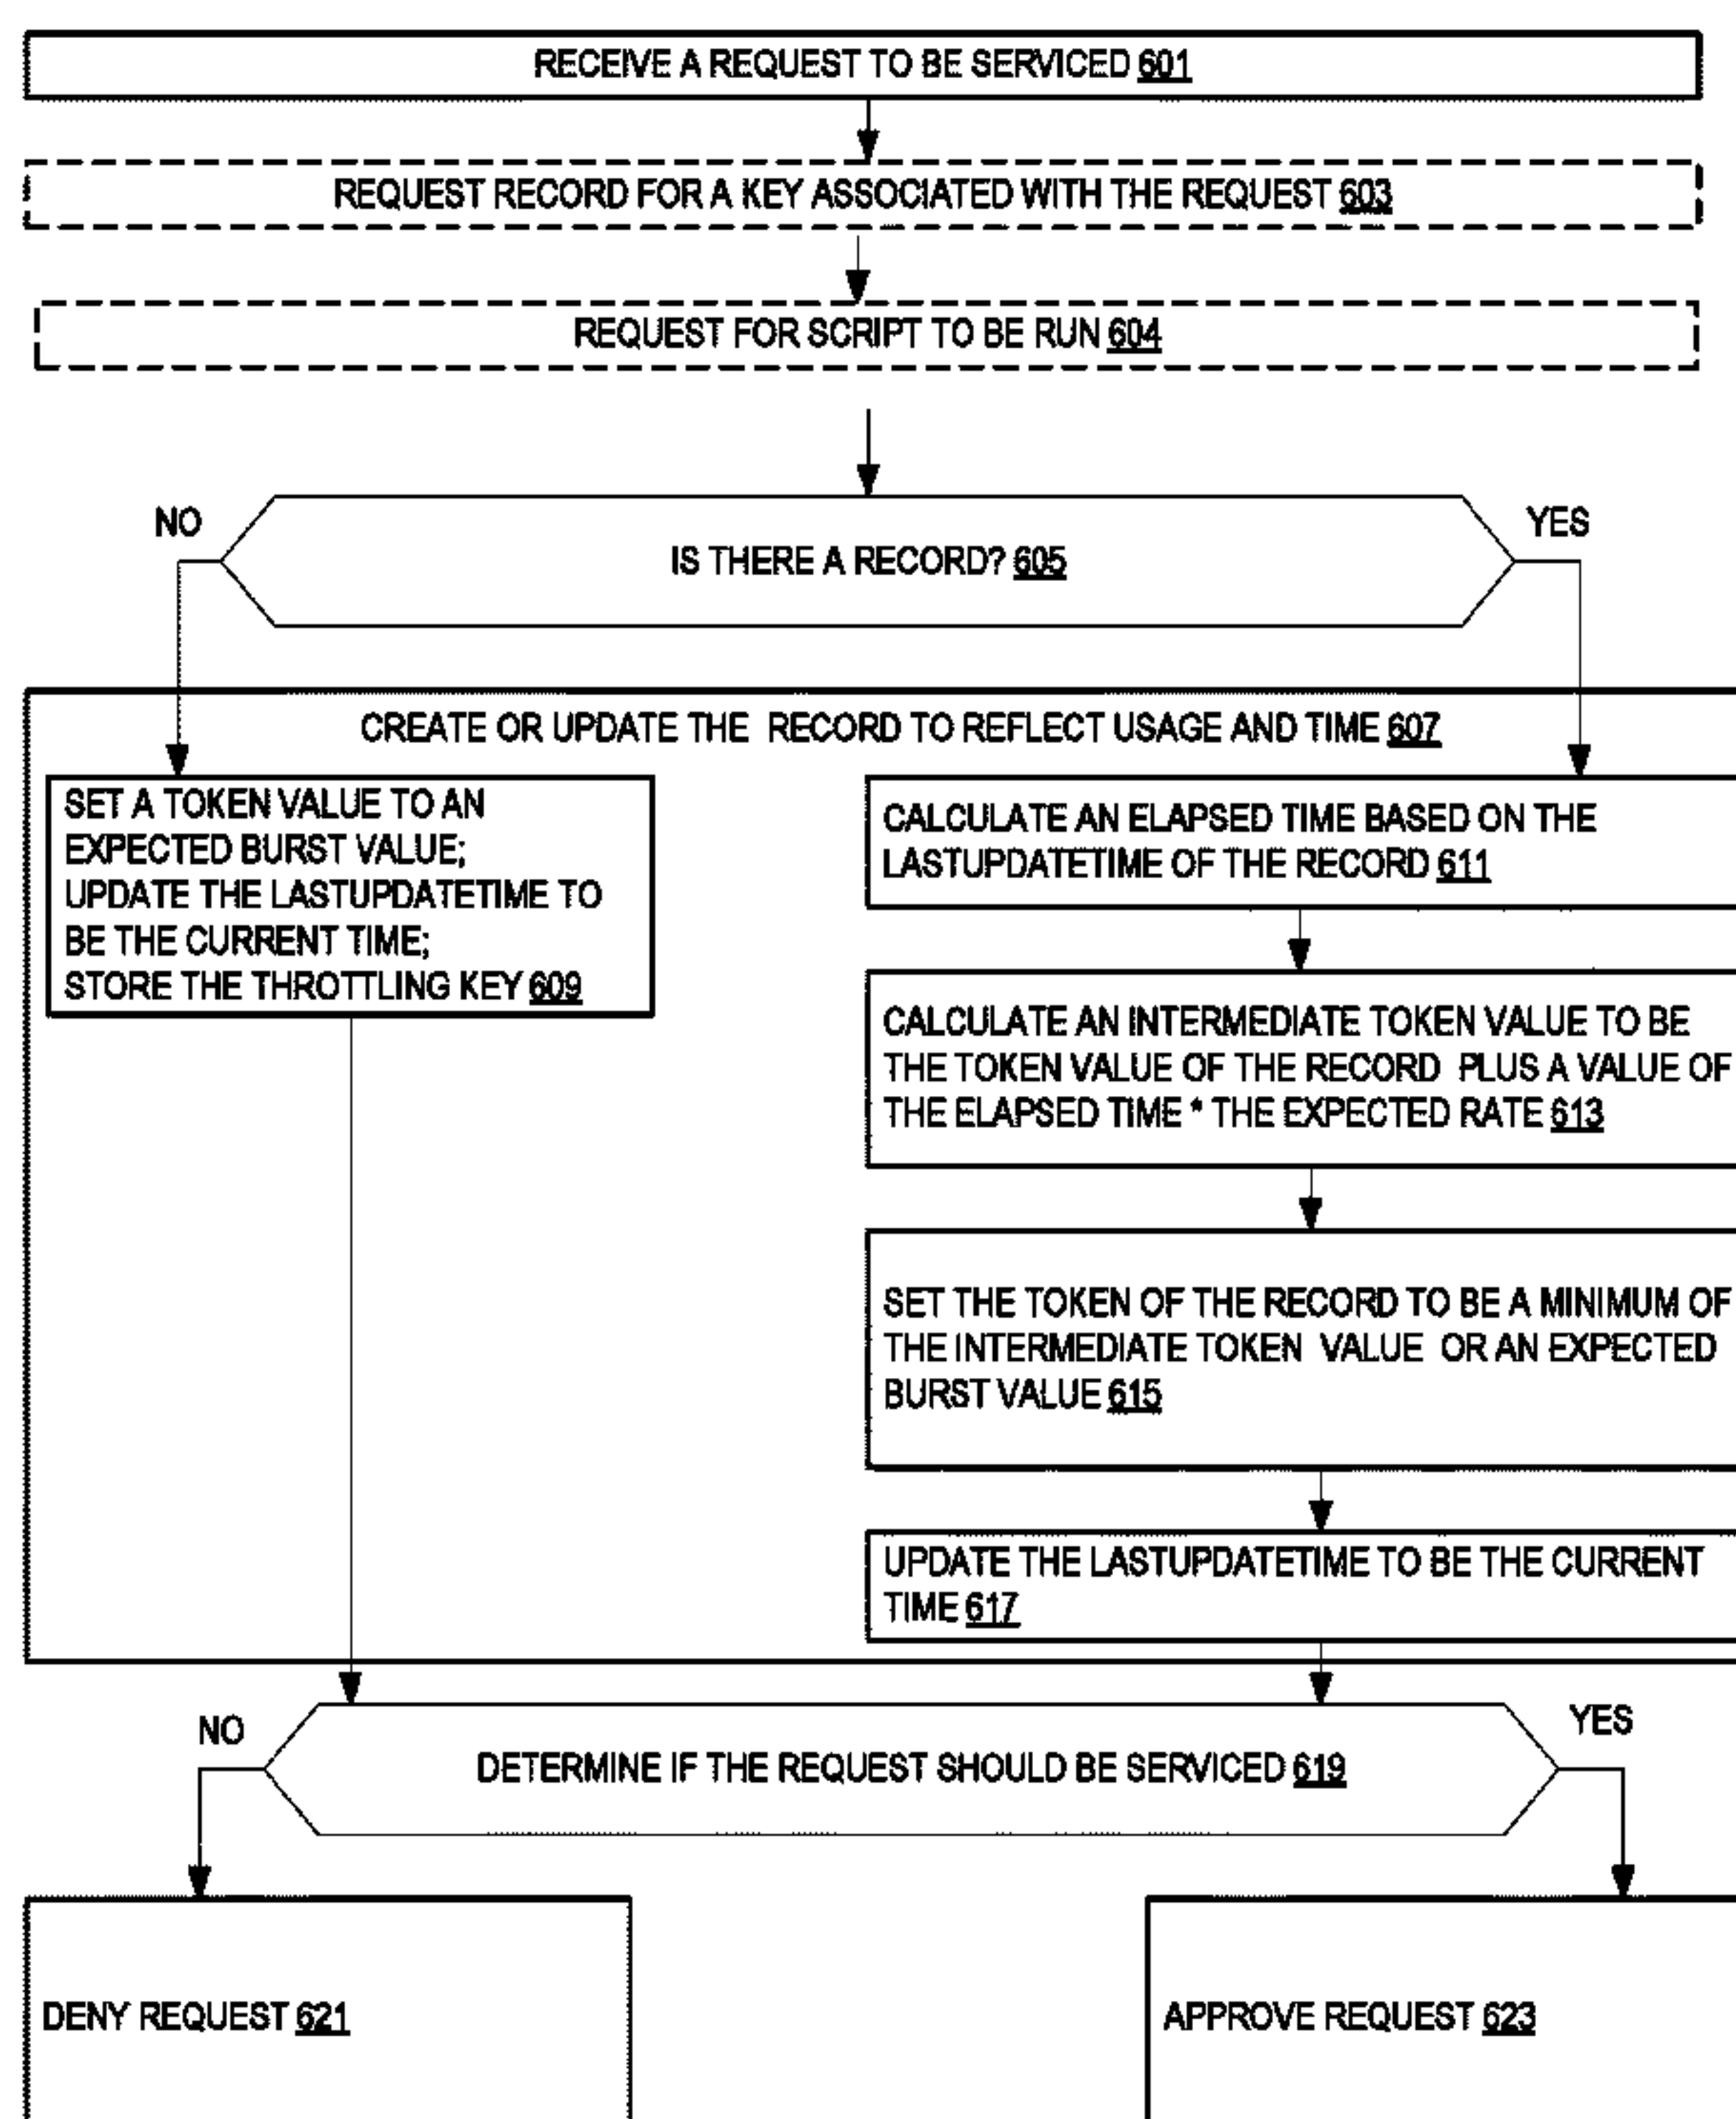 RECEIVE A REQUEST TO BE SERVICED 601
REQUEST RECORD FOR A KEY ASSOCIATED WITH THE REQUEST 603
REQUEST FOR SCRIPT TO BE RUN 604
NO
YES
IS THERE A RECORD? 605
CREATE OR UPDATE THE RECORD TO REFLECT USAGE AND TIME 607
SET A TOKEN VALUE TO AN
EXPECTED BURST VALUE;
UPDATE THE LASTUPDATETIME TO
BE THE CURRENT TIME;
STORE THE THROTTLING KEY 609
CALCULATE AN ELAPSED TIME BASED ON THE
LASTUPDATETIME OF THE RECORD 611
CALCULATE AN INTERMEDIATE TOKEN VALUE TO BE
THE TOKEN VALUE OF THE RECORD PLUS A VALUE OF
THE ELAPSED TIME * THE EXPECTED RATE 613
SET THE TOKEN OF THE RECORD TO BE A MINIMUM OF
THE INTERMEDIATE TOKEN VALUE OR AN EXPECTED
BURST VALUE 615
UPDATE THE LASTUPDATETIME TO BE THE CURRENT
TIME 617
NO
YES
DETERMINE IF THE REQUEST SHOULD BE SERVICED 619
DENY REQUEST 621
APPROVE REQUEST 623